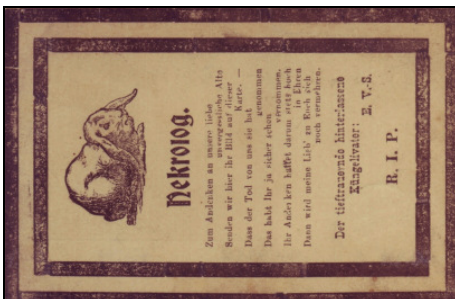 Nekrolog.
Zum Andenken an unsere liebe
unvergessliche Alte
Senden wir hier ihr Bild auf dieser
Karte. —
Dass der Tod von uns sie hat
genommen
Das habt Ihr ja sicher schon
vernommen.
Ihr Andenken haltet darum stets hoch
in Ehren
Dann wird meine Lieb' zu Euch sich
noch vermehren.
Der tieftrauernde hinterlassene
Küngelivater:
E. V.-S.
R. I. P.